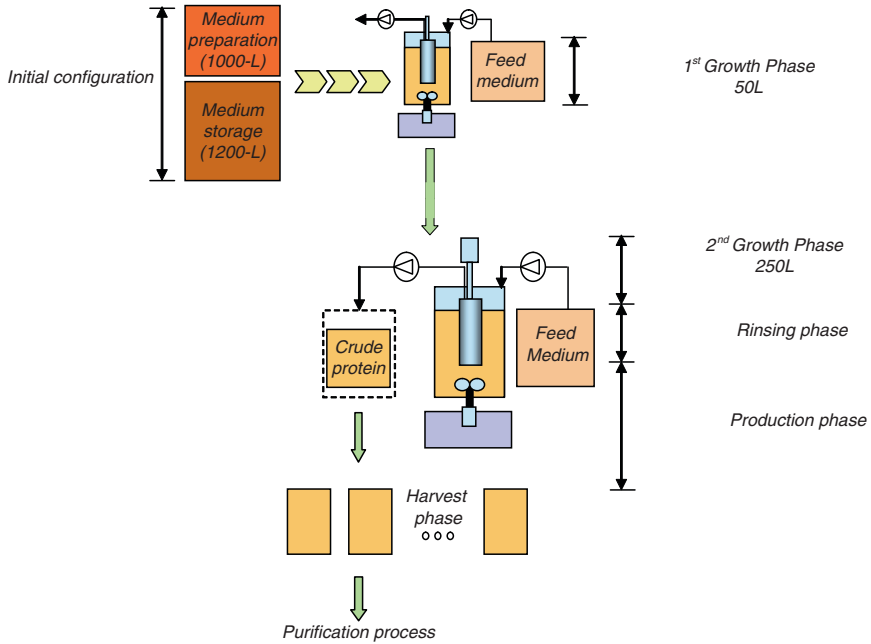 Medium
preparation
(1000-L)
Initial configuration
Medium
storage
(1200-L)
Feed
medium
1st Growth Phase
50L
2nd Growth Phase
250L
Rinsing phase
Production phase
Crude
protein
Feed
Medium
Harvest
phase
Purification process